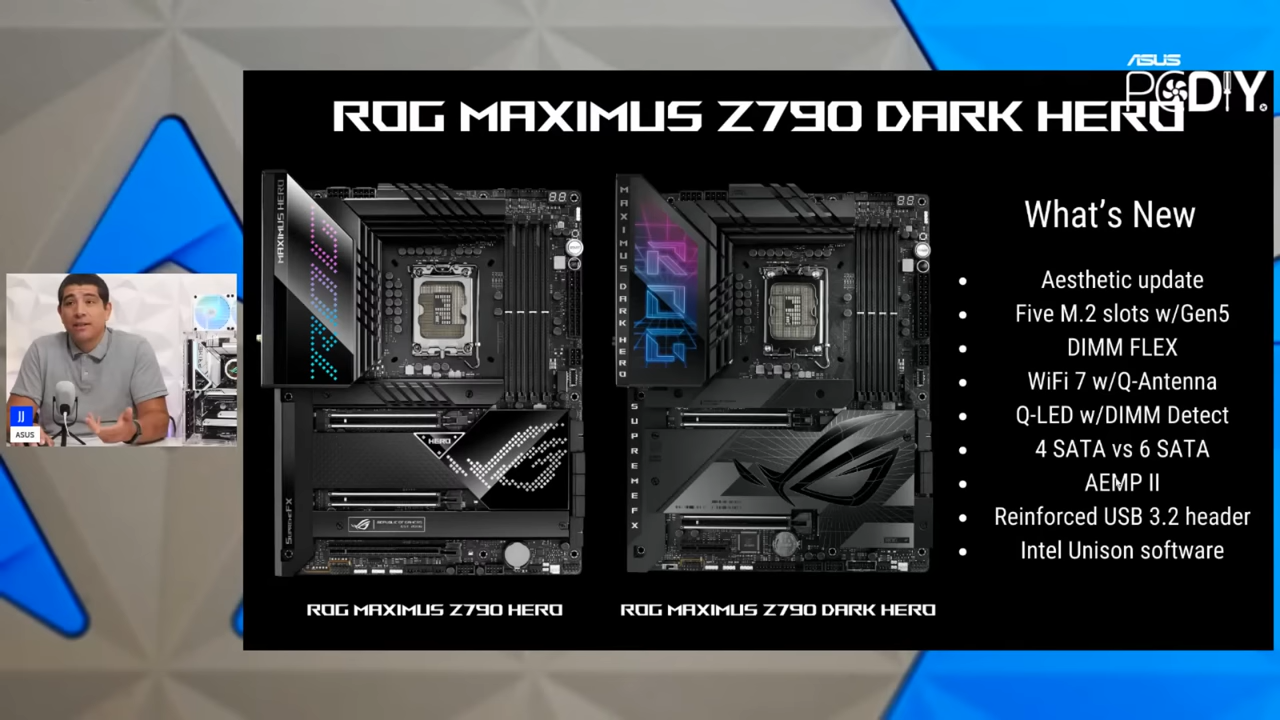 ASUS
PCDIY.
ROG MAXIMUS Z790 DARK HERO
MAXIMUS HERO
HERO
SUPREMEFX
MAXIMUS DARK HERO
SUPREMEFX
What's New
Aesthetic update
Five M.2 slots w/Gen5
DIMM FLEX
WiFi 7 w/Q-Antenna
Q-LED w/DIMM Detect
4 SATA vs 6 SATA
AEMP II
Reinforced USB 3.2 header
Intel Unison software
JJ
ASUS
ROG MAXIMUS Z790 HERO
ROG MAXIMUS Z790 DARK HERO